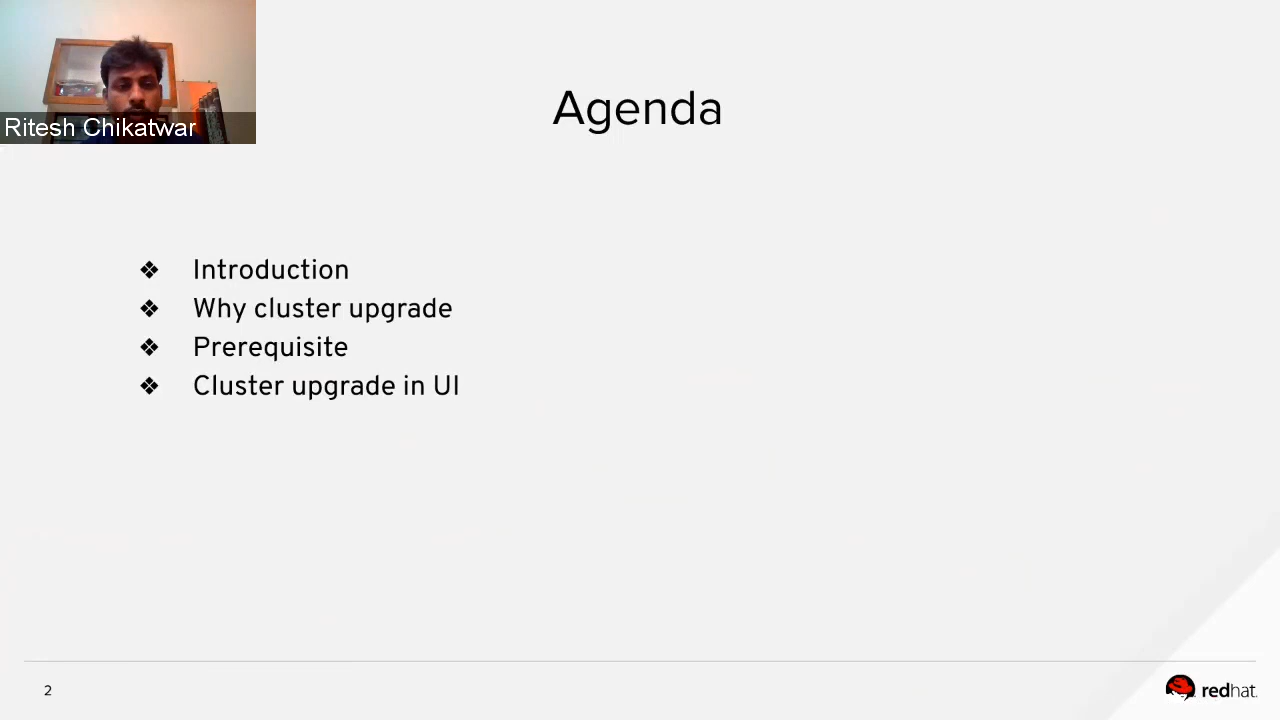 Ritesh Chikatwar
Agenda
❖ Introduction
❖ Why cluster upgrade
❖ Prerequisite
❖ Cluster upgrade in UI
2
redhat.